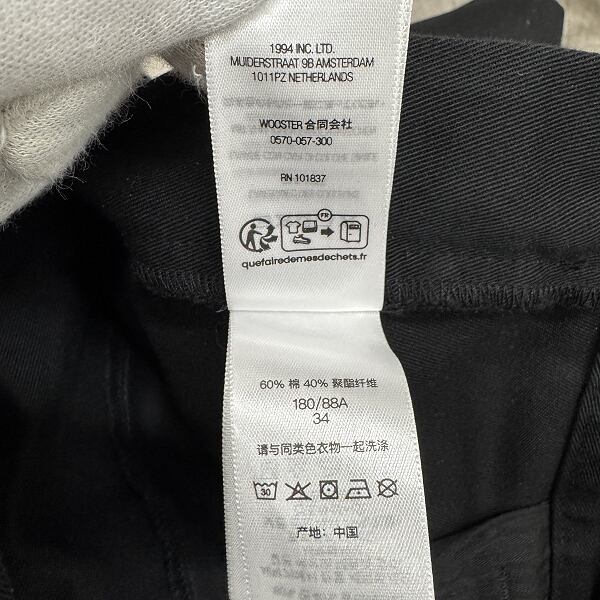 1994 INC. LTD.
MUIDERSTRAAT 9B AMSTERDAM
1011PZ NETHERLANDS
WOOSTER 合同会社
0570-057-300
RN 101837
FR
quefairedemesdechets.fr
60% 棉 40% 聚酯纤维
180/88A
34
请与同类色衣物一起洗涤
30
产地: 中国